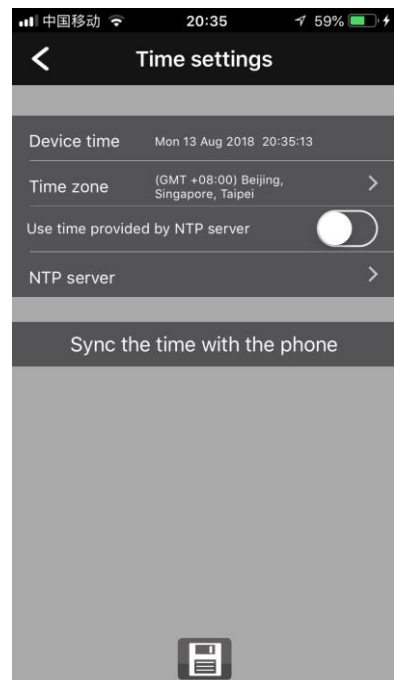 中国移动 20:35 59%
Time settings
Device time Mon 13 Aug 2018 20:35:13
Time zone (GMT +08:00) Beijing,
Singapore, Taipei
Use time provided by NTP server
NTP server
Sync the time with the phone